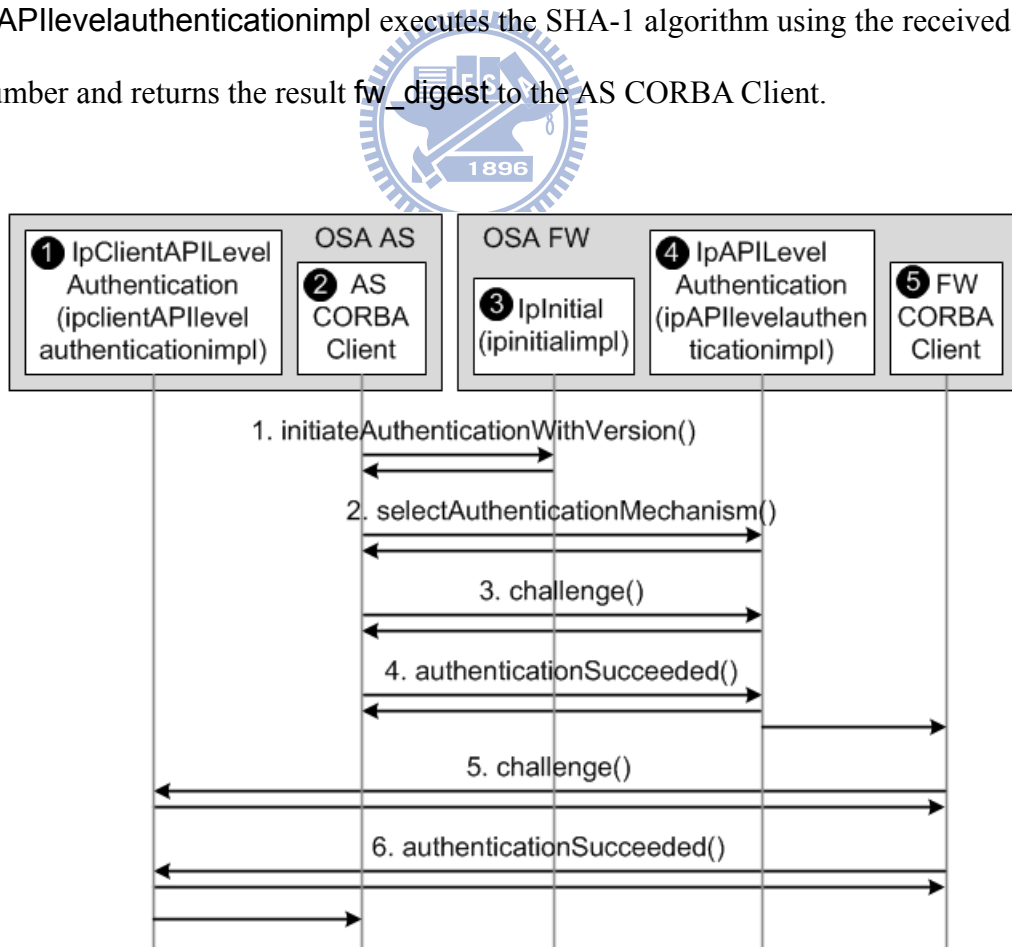 APIlevelauthenticationimpl executes the SHA-1 algorithm using the received
umber and returns the result fw_digest to the AS CORBA Client.
ES
1896
OSA AS
1 IpClientAPILevel
Authentication
(ipclientAPIlevel
authenticationimpl)
2 AS
CORBA
Client
OSA FW
3 IpInitial
(ipinitialimpl)
4 IpAPILevel
Authentication
(ipAPIlevelauthen
ticationimpl)
5 FW
CORBA
Client
1. initiateAuthenticationWithVersion()
2. selectAuthenticationMechanism()
3. challenge()
4. authenticationSucceeded()
5. challenge()
6. authenticationSucceeded()